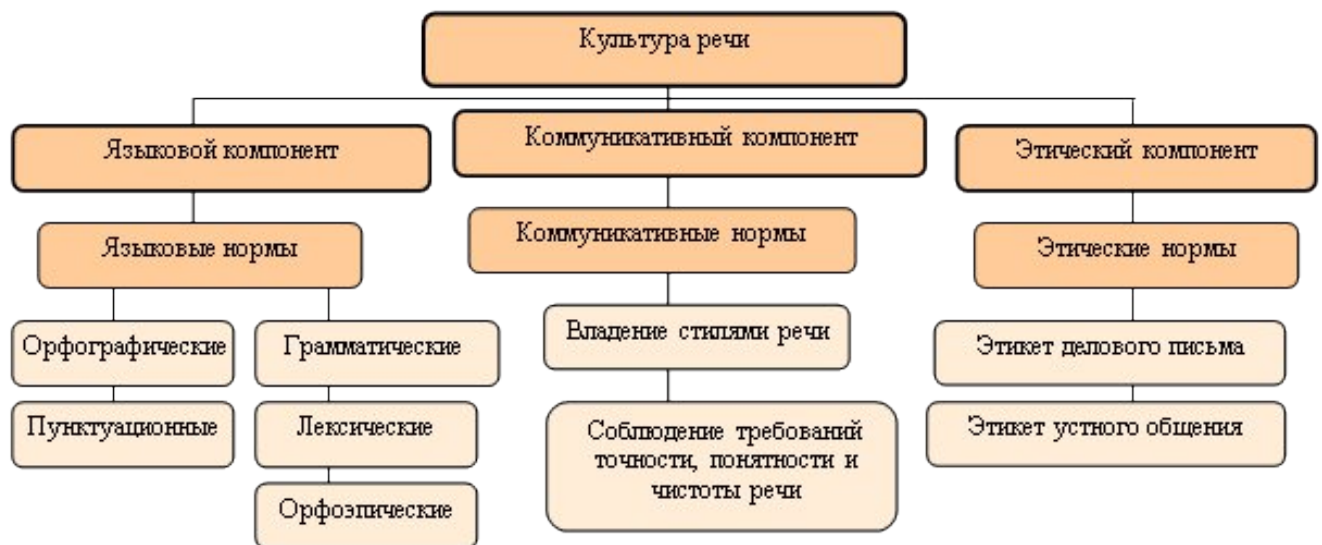 Культура речи
Языковой компонент
Коммуникативный компонент
Этический компонент
Языковые нормы
Коммуникативные нормы
Этические нормы
Орфографические
Грамматические
Владение стилями речи
Этикет делового письма
Пунктуационные
Лексические
Соблюдение требований
точности, понятности и
чистоты речи
Этикет устного общения
Орфоэпические